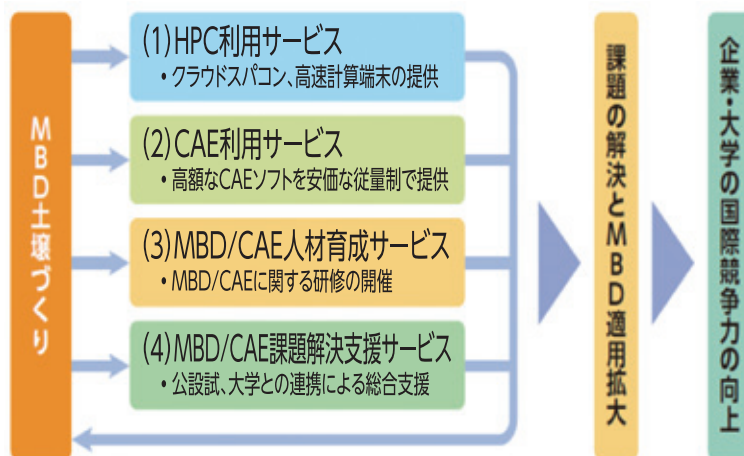 MBD土壌づくり
(1)HPC利用サービス
・クラウドスパコン、高速計算端末の提供
(2)CAE利用サービス
・高額なCAEソフトを安価な従量制で提供
(3)MBD/CAE人材育成サービス
・MBD/CAEに関する研修の開催
(4)MBD/CAE課題解決支援サービス
・公設試、大学との連携による総合支援
課題の解決とMBD適用拡大
企業・大学の国際競争力の向上